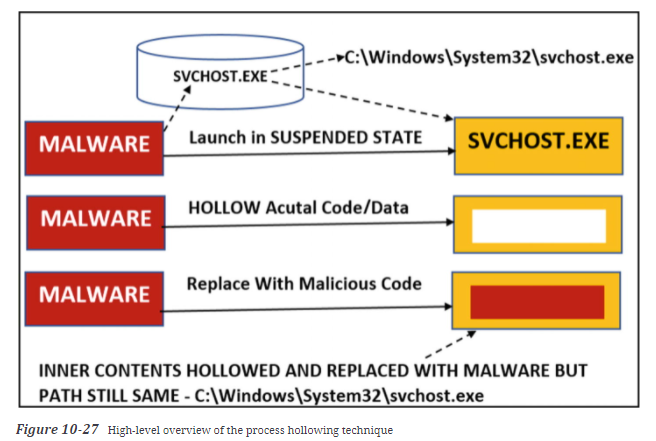 SVCHOST.EXE
C:\Windows\System32\svchost.exe
MALWARE
Launch in SUSPENDED STATE
SVCHOST.EXE
MALWARE
HOLLOW Acutal Code/Data
MALWARE
Replace With Malicious Code
INNER CONTENTS HOLLOWED AND REPLACED WITH MALWARE BUT
PATH STILL SAME - C:\Windows\System32\svchost.exe
Figure 10-27 High-level overview of the process hollowing technique